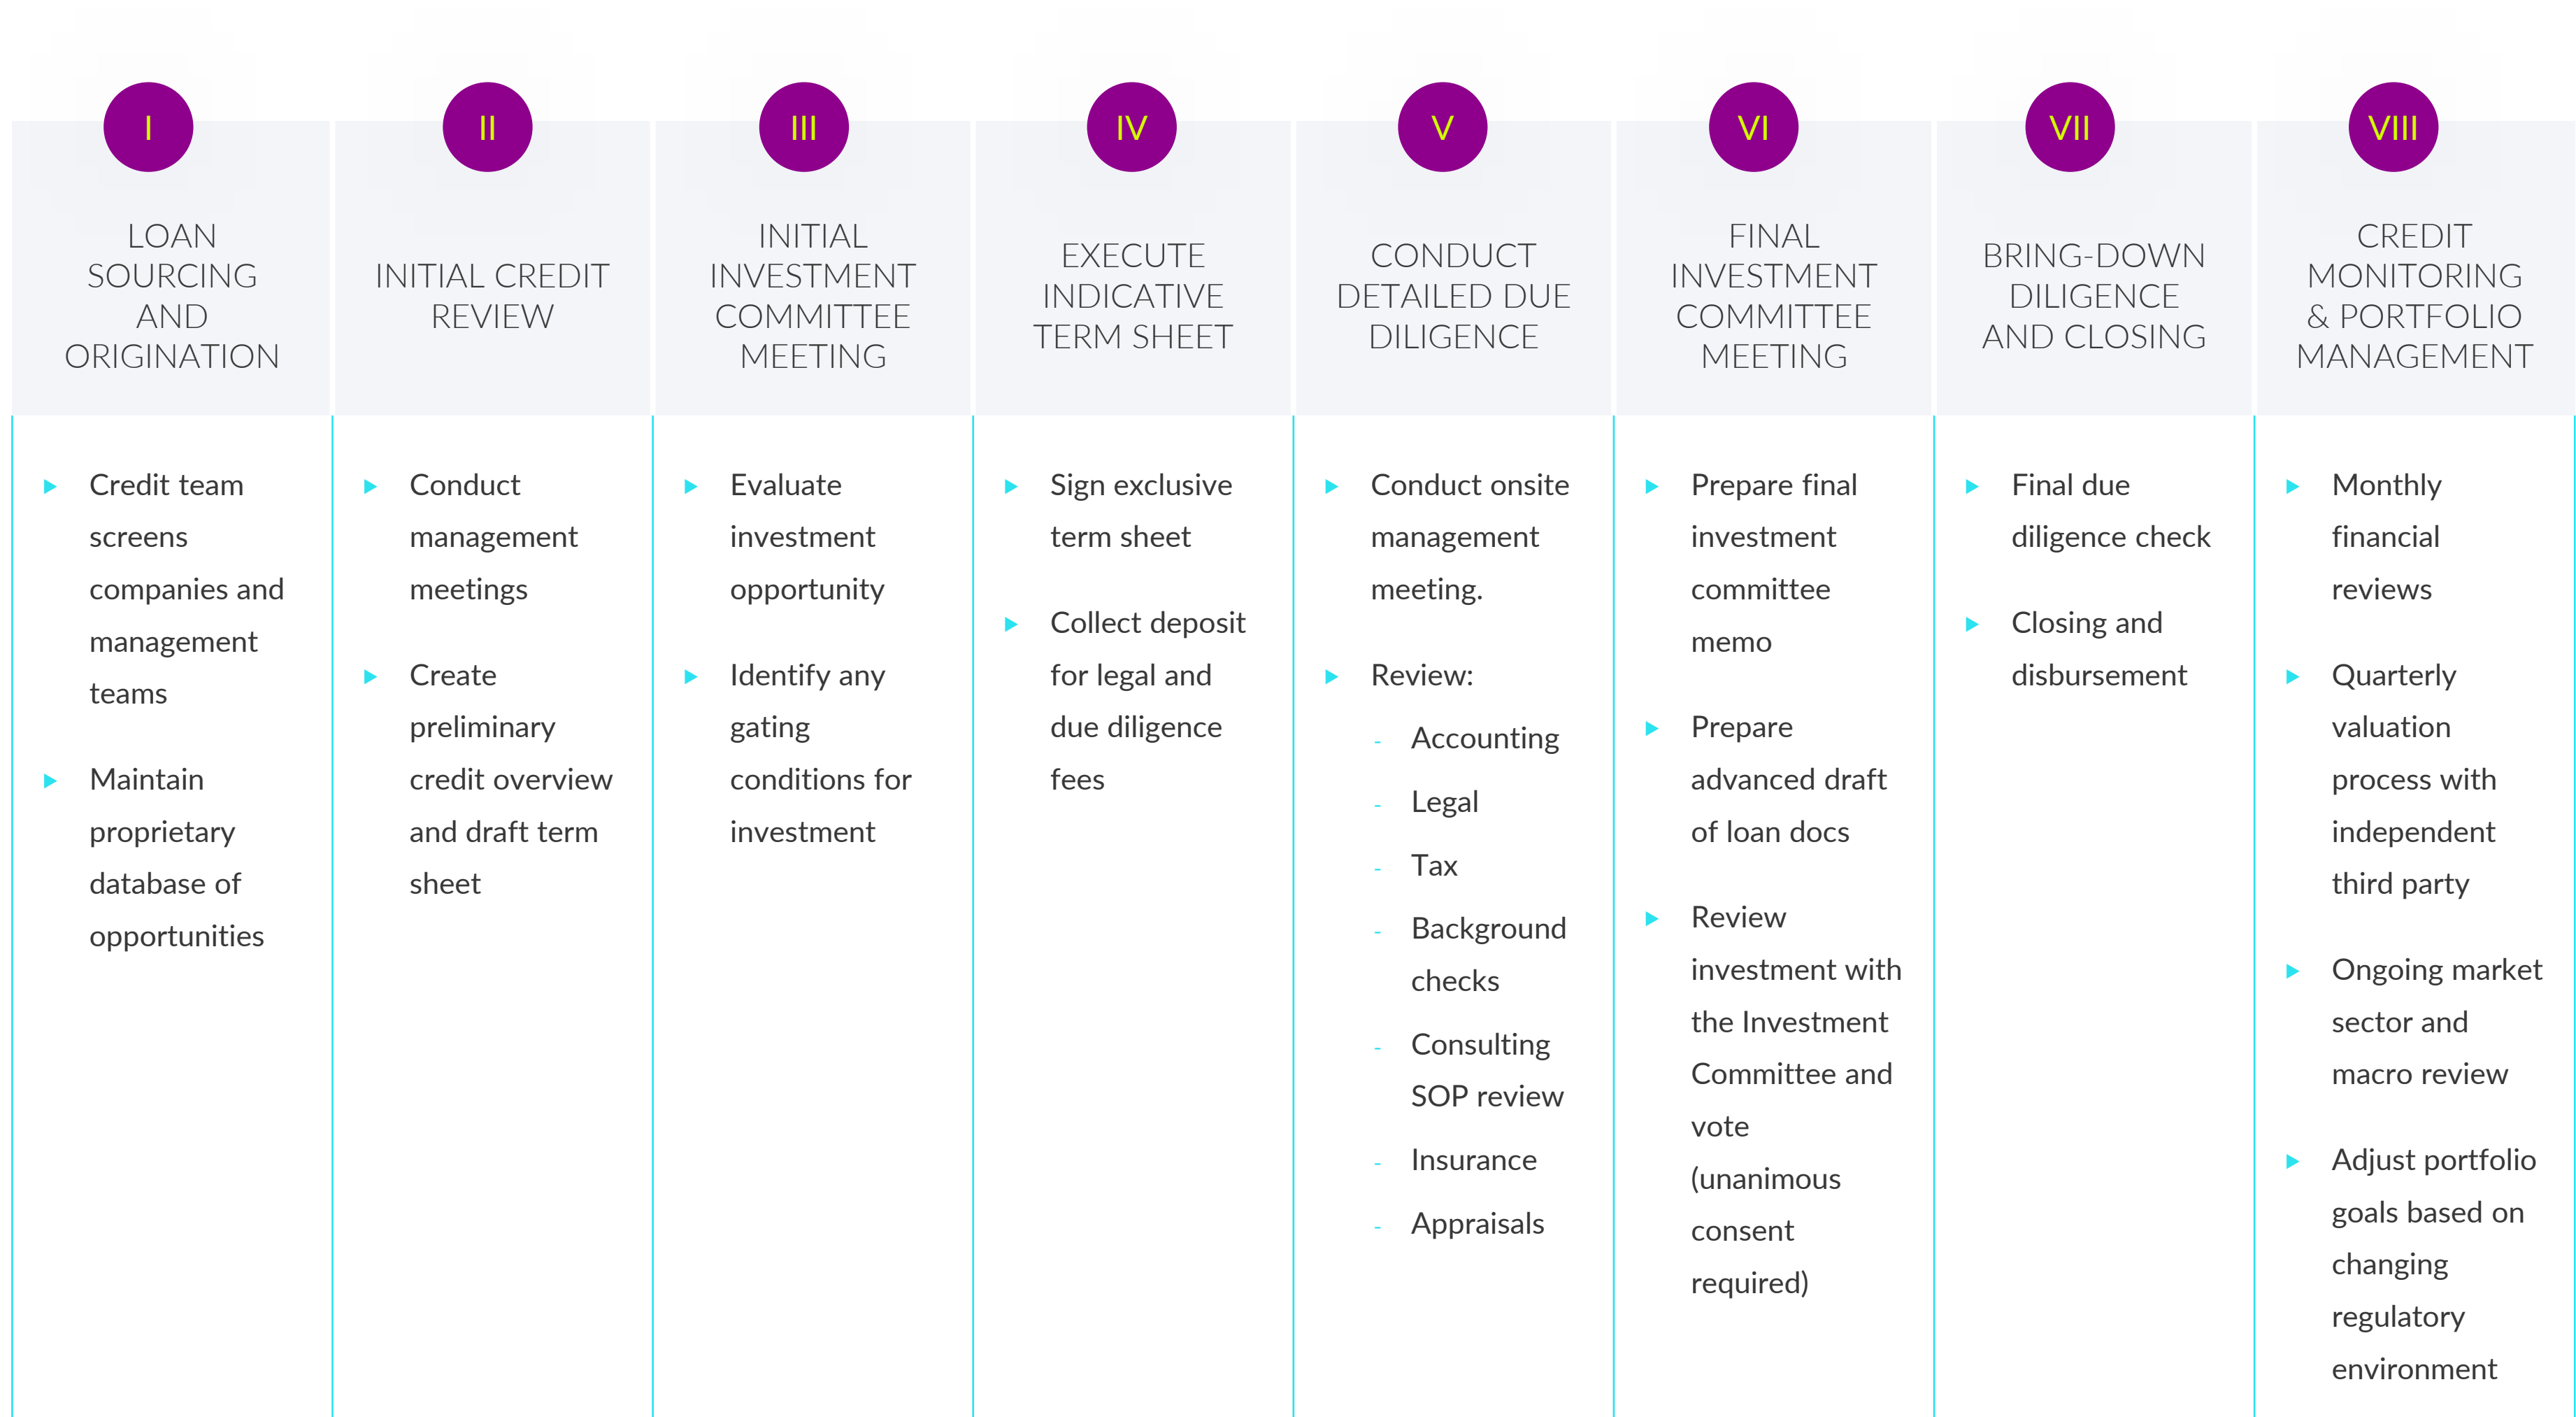 I
LOAN
SOURCING
AND
ORIGINATION
Credit team
screens
companies and
management
teams
Maintain
proprietary
database of
opportunities
II
INITIAL CREDIT
REVIEW
Conduct
management
meetings
Create
preliminary
credit overview
and draft term
sheet
III
INITIAL
INVESTMENT
COMMITTEE
MEETING
Evaluate
investment
opportunity
Identify any
gating
conditions for
investment
IV
EXECUTE
INDICATIVE
TERM SHEET
Sign exclusive
term sheet
Collect deposit
for legal and
due diligence
fees
V
CONDUCT
DETAILED DUE
DILIGENCE
Conduct onsite
management
meeting.
Review:
- Accounting
- Legal
- Tax
- Background
checks
- Consulting
SOP review
- Insurance
- Appraisals
VI
FINAL
INVESTMENT
COMMITTEE
MEETING
Prepare final
investment
committee
memo
Prepare
advanced draft
of loan docs
Review
investment with
the Investment
Committee and
vote
(unanimous
consent
required)
VII
BRING-DOWN
DILIGENCE
AND CLOSING
Final due
diligence check
Closing and
disbursement
VIII
CREDIT
MONITORING
& PORTFOLIO
MANAGEMENT
Monthly
financial
reviews
Quarterly
valuation
process with
independent
third party
Ongoing market
sector and
macro review
Adjust portfolio
goals based on
changing
regulatory
environment